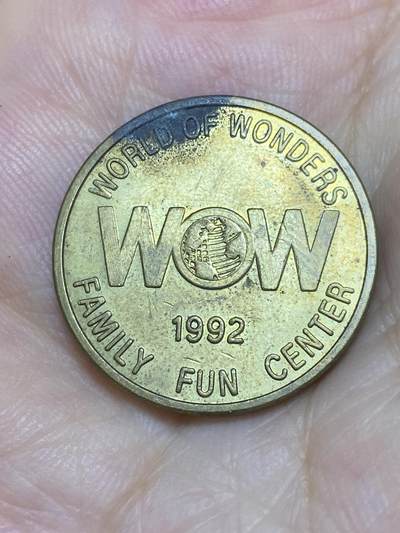 WORLD OF WONDERS
WOW
1992
FAMILY FUN CENTER